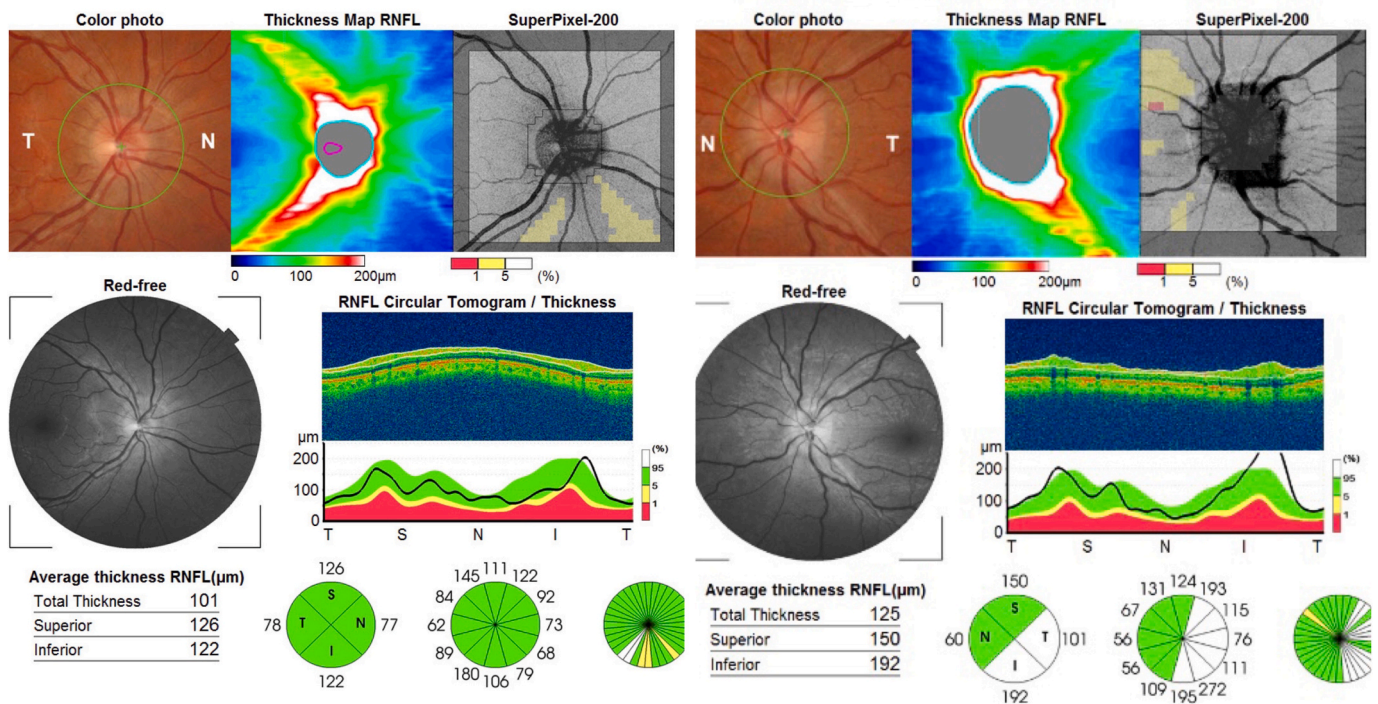 Color photo
Thickness Map RNFL
SuperPixel-200
T
N
0 100 200μm
1 5 (%)
Red-free
RNFL Circular Tomogram / Thickness
μm
200
100
0
T S N I T
(%)
95
5
1
Average thickness RNFL(μm)
Total Thickness 101
Superior 126
Inferior 122
126
S
78 T N 77
I
122
111
145 122
84 92
62 73
89 68
180 79
106
Color photo
Thickness Map RNFL
SuperPixel-200
N
T
0 100 200μm
1 5 (%)
Red-free
RNFL Circular Tomogram / Thickness
μm
200
100
0
T S N I T
(%)
95
5
1
Average thickness RNFL(μm)
Total Thickness 125
Superior 150
Inferior 192
150
S
60 N T 101
I
192
124
131 193
67 115
56 76
56 111
109 272
195